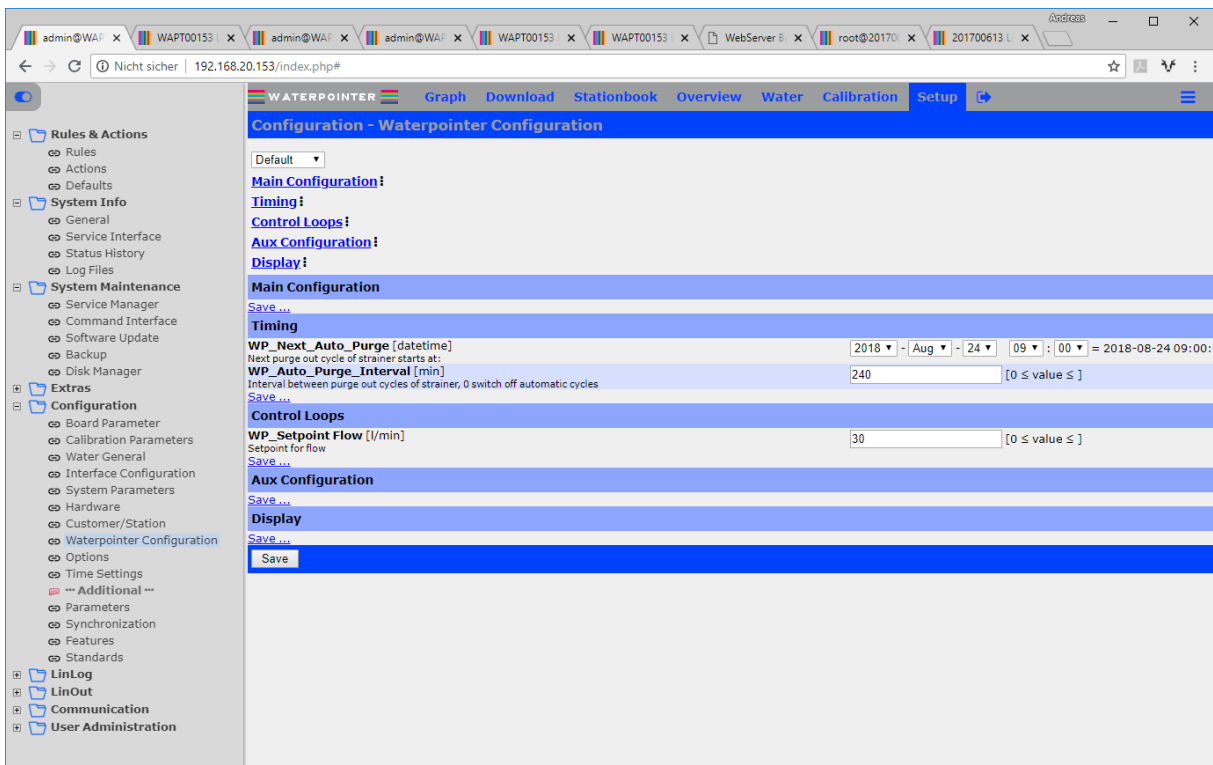 Andreas
admin@WAP WAPT00153 admin@WAP admin@WAP WAPT00153 WAPT00153 WebServer B root@20170 201700613 L
Nicht sicher | 192.168.20.153/index.php#
WATERPOINTER Graph Download Stationbook Overview Water Calibration Setup
Configuration - Waterpointer Configuration
Rules & Actions
Rules
Actions
Defaults
System Info
General
Service Interface
Status History
Log Files
System Maintenance
Service Manager
Command Interface
Software Update
Backup
Disk Manager
Extras
Configuration
Board Parameter
Calibration Parameters
Water General
Interface Configuration
System Parameters
Hardware
Customer/Station
Waterpointer Configuration
Options
Time Settings
--- Additional ---
Parameters
Synchronization
Features
Standards
LinLog
LinOut
Communication
User Administration
Default
Main Configuration
Timing
Control Loops
Aux Configuration
Display
Main Configuration
Save ...
Timing
WP_Next_Auto_Purge [datetime] 2018 - Aug - 24 09 : 00 = 2018-08-24 09:00:
Next purge out cycle of strainer starts at:
WP_Auto_Purge_Interval [min] 240 [0 ≤ value ≤ ]
Interval between purge out cycles of strainer, 0 switch off automatic cycles
Save ...
Control Loops
WP_Setpoint Flow [l/min] 30 [0 ≤ value ≤ ]
Setpoint for flow
Save ...
Aux Configuration
Save ...
Display
Save ...
Save